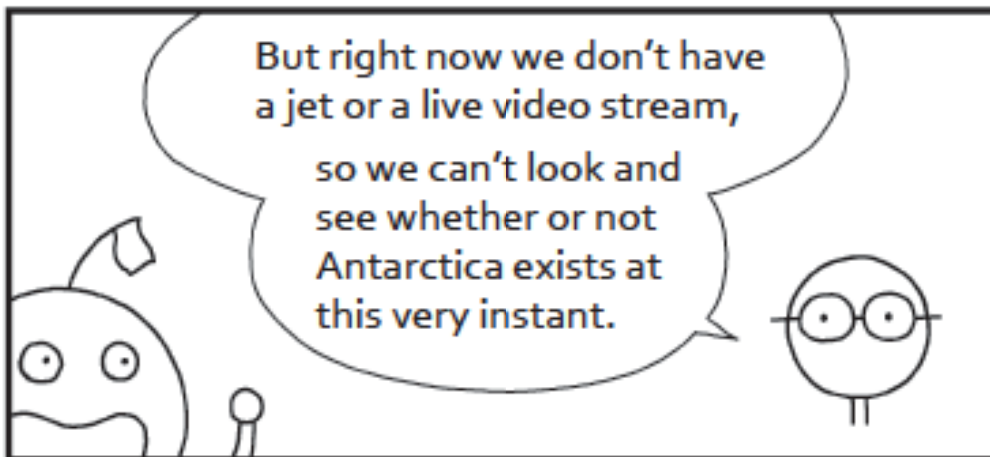 But right now we don't have
a jet or a live video stream,
so we can't look and
see whether or not
Antarctica exists at
this very instant.